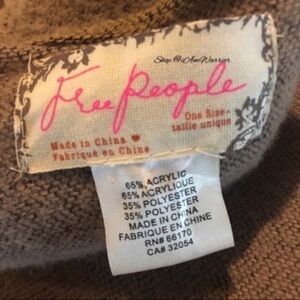 Shop @iAmWarrior
Free People
One Size-
taille unique
Made in China ♥
Fabriqué en Chine
65% ACRYLIC
65% ACRYLIQUE
35% POLYESTER
35% POLYESTER
MADE IN CHINA
FABRIQUE EN CHINE
RN# 66170
CA# 32054